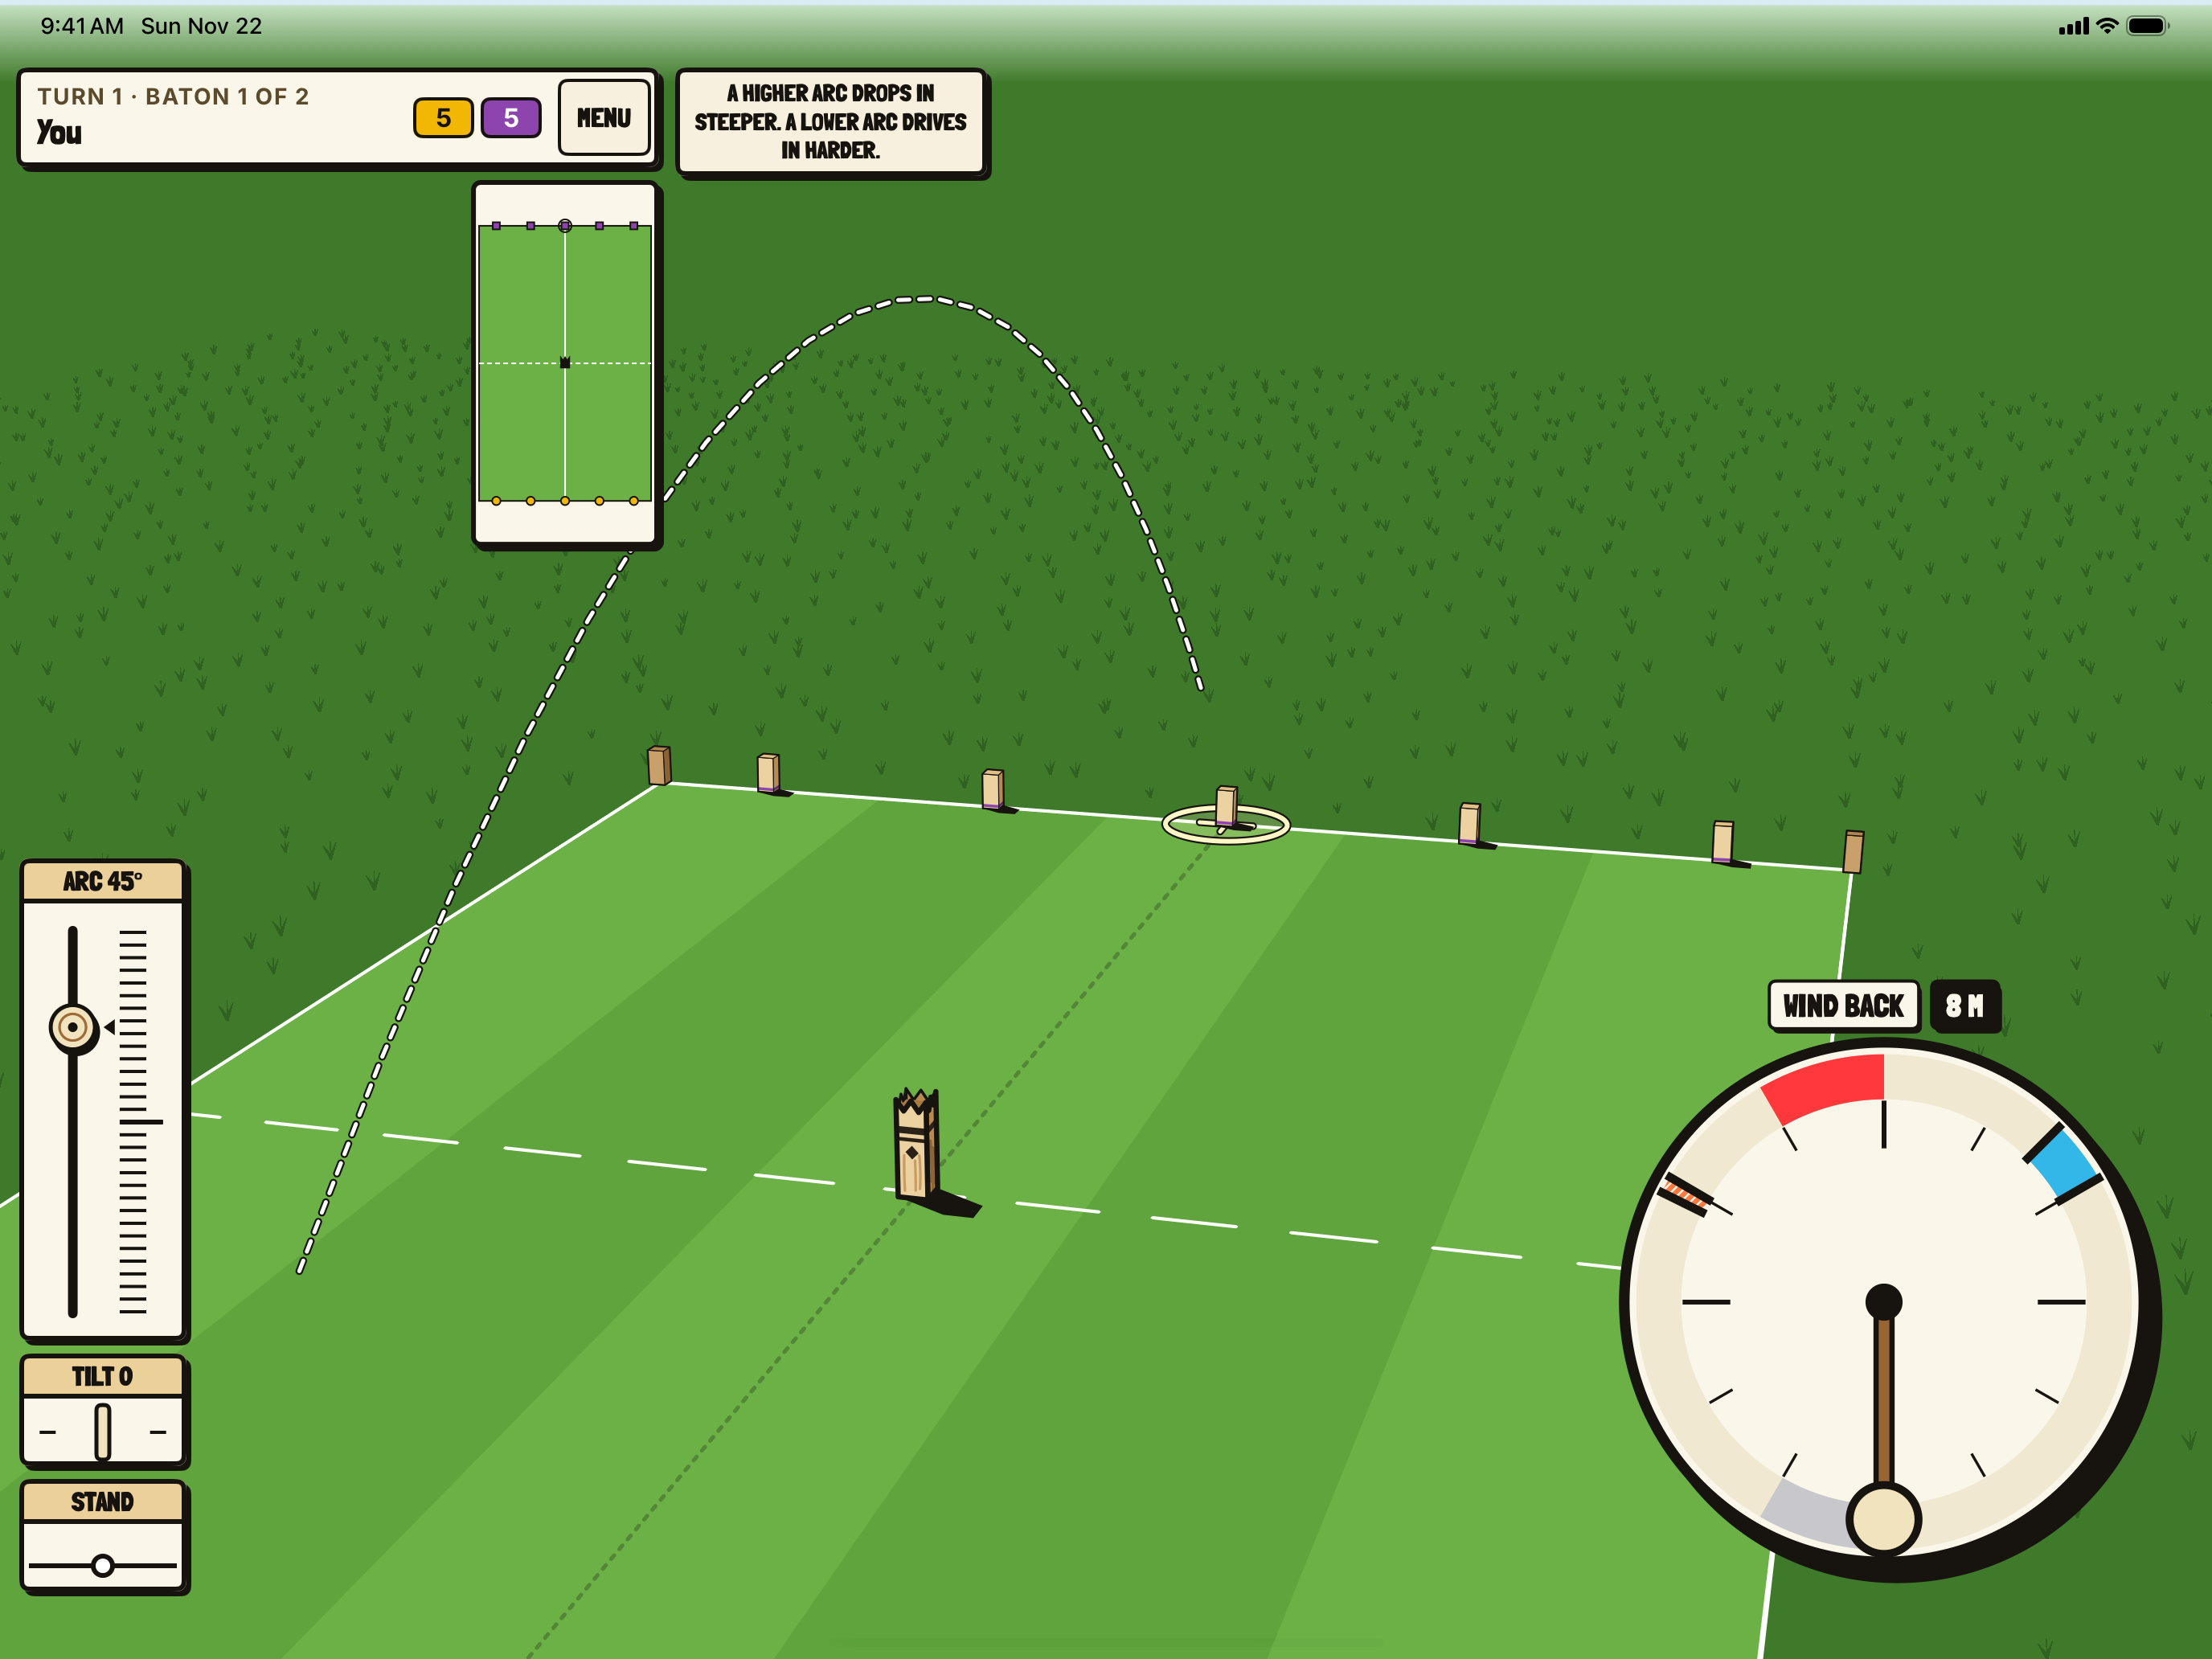 9:41 AM Sun Nov 22
TURN 1 · BATON 1 OF 2
You
5
5
MENU
A HIGHER ARC DROPS IN
STEEPER. A LOWER ARC DRIVES
IN HARDER.
ARC 45°
WIND BACK
8 M
TILT 0
STAND